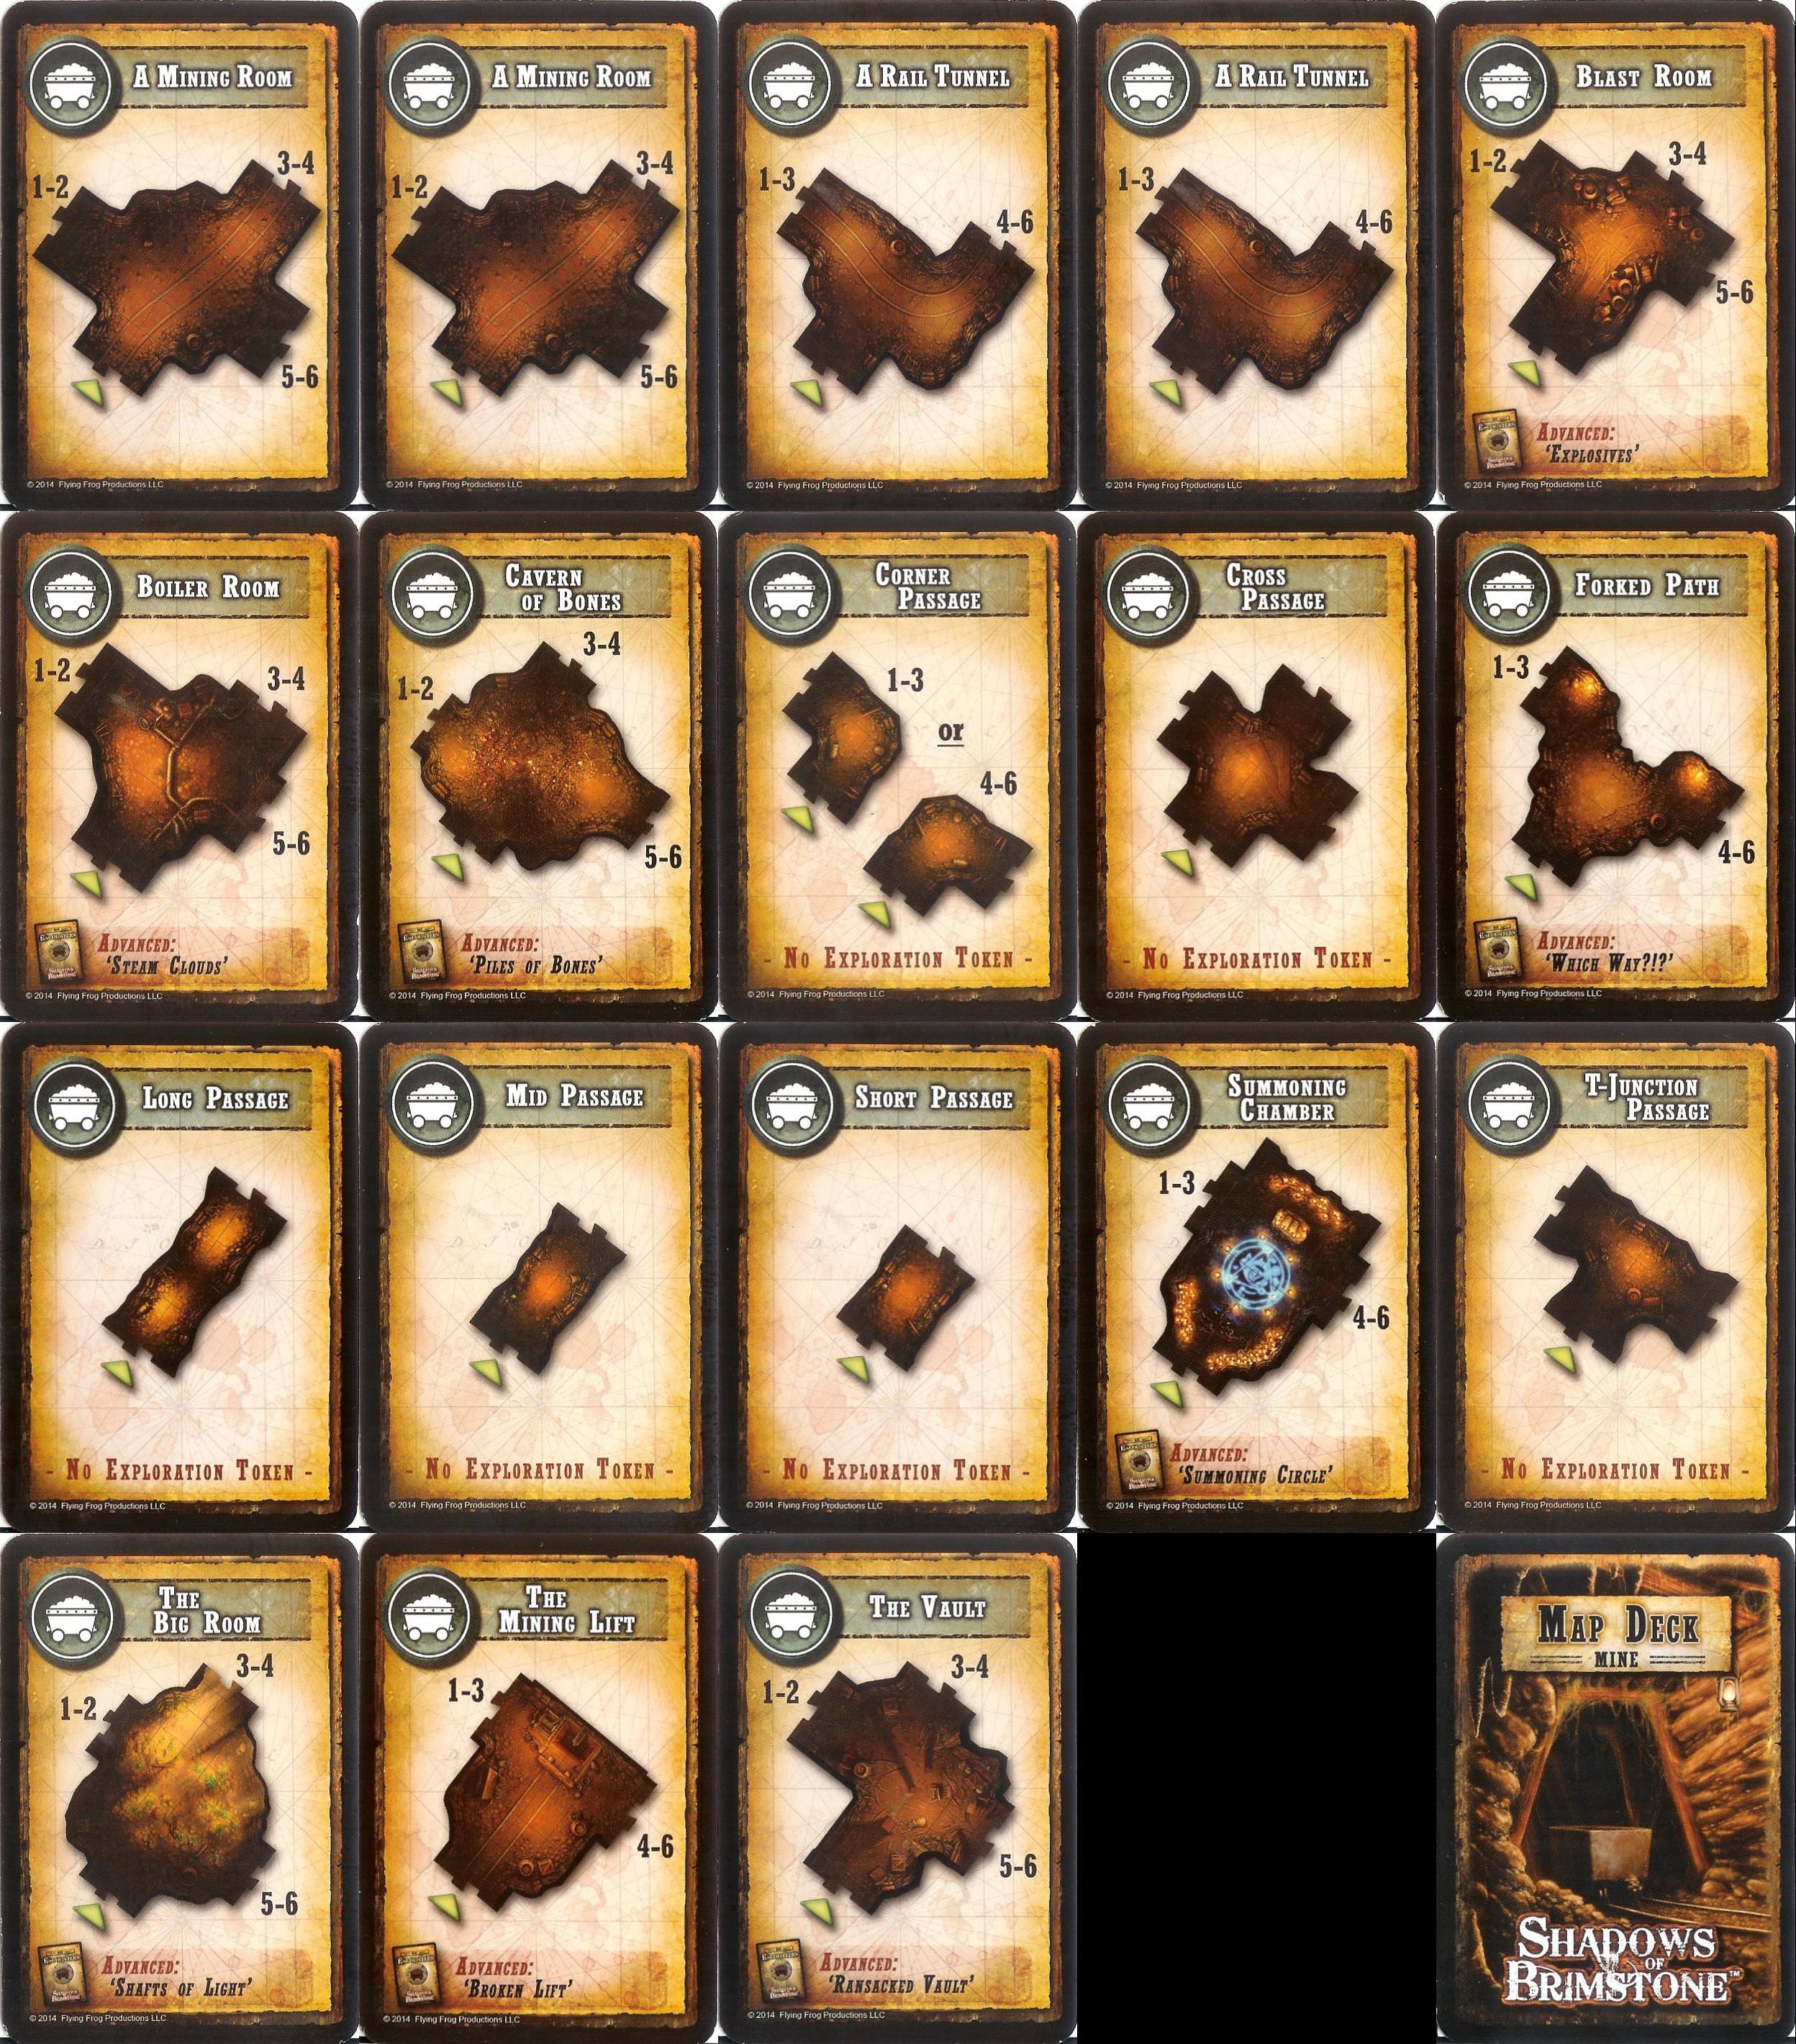 A Mining Room
1-2
3-4
5-6
© 2014 Flying Frog Productions LLC
A Mining Room
1-2
3-4
5-6
© 2014 Flying Frog Productions LLC
A Rail Tunnel
1-3
4-6
© 2014 Flying Frog Productions LLC
A Rail Tunnel
1-3
4-6
© 2014 Flying Frog Productions LLC
Blast Room
1-2
3-4
5-6
Advanced:
'Explosives'
© 2014 Flying Frog Productions LLC
Boiler Room
1-2
3-4
5-6
Advanced:
'Steam Clouds'
© 2014 Flying Frog Productions LLC
Cavern
of Bones
1-2
3-4
5-6
Advanced:
'Piles of Bones'
© 2014 Flying Frog Productions LLC
Corner
Passage
1-3
or
4-6
- No Exploration Token -
© 2014 Flying Frog Productions LLC
Cross
Passage
- No Exploration Token -
© 2014 Flying Frog Productions LLC
Forked Path
1-3
4-6
Advanced:
'Which Way?!?'
© 2014 Flying Frog Productions LLC
Long Passage
- No Exploration Token -
© 2014 Flying Frog Productions LLC
Mid Passage
- No Exploration Token -
© 2014 Flying Frog Productions LLC
Short Passage
- No Exploration Token -
© 2014 Flying Frog Productions LLC
Summoning
Chamber
1-3
4-6
Advanced:
'Summoning Circle'
© 2014 Flying Frog Productions LLC
T-Junction
Passage
- No Exploration Token -
© 2014 Flying Frog Productions LLC
The
Big Room
1-2
3-4
5-6
Advanced:
'Shafts of Light'
© 2014 Flying Frog Productions LLC
The
Mining Lift
1-3
4-6
Advanced:
'Broken Lift'
© 2014 Flying Frog Productions LLC
The Vault
1-2
3-4
5-6
Advanced:
'Ransacked Vault'
© 2014 Flying Frog Productions LLC
Map Deck
MINE
Shadows
of
Brimstone™